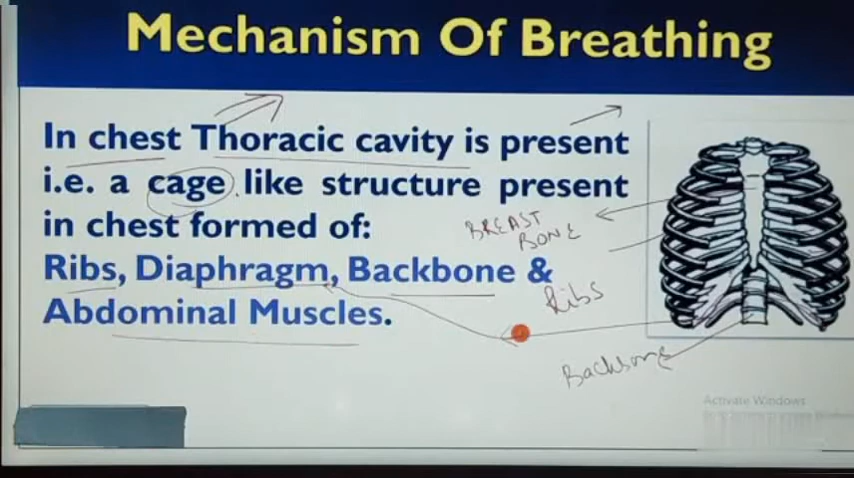 Mechanism Of Breathing
In chest Thoracic cavity is present
i.e. a cage like structure present
in chest formed of:
Ribs, Diaphragm, Backbone &
Abdominal Muscles.
BREAST
BONE
Ribs
Backbone
Activate Windows